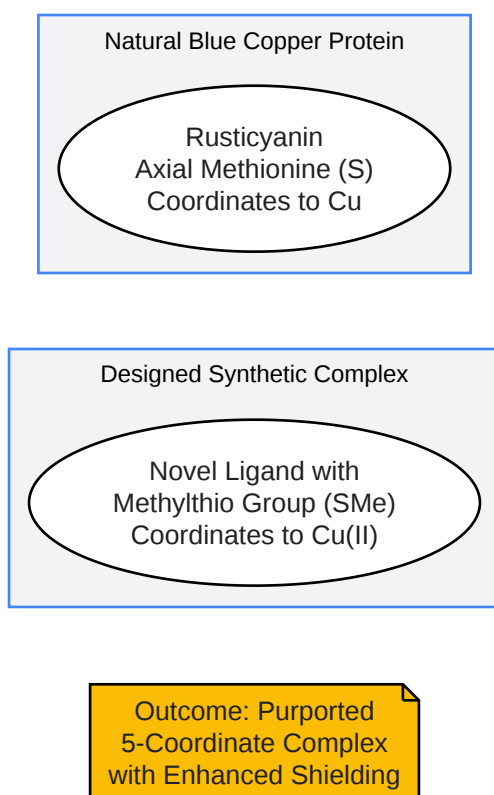 Natural Blue Copper Protein
Rusticyanin
Axial Methionine (S)
Coordinates to Cu
Designed Synthetic Complex
Novel Ligand with
Methylthio Group (SMe)
Coordinates to Cu(II)
Outcome: Purported
5-Coordinate Complex
with Enhanced Shielding